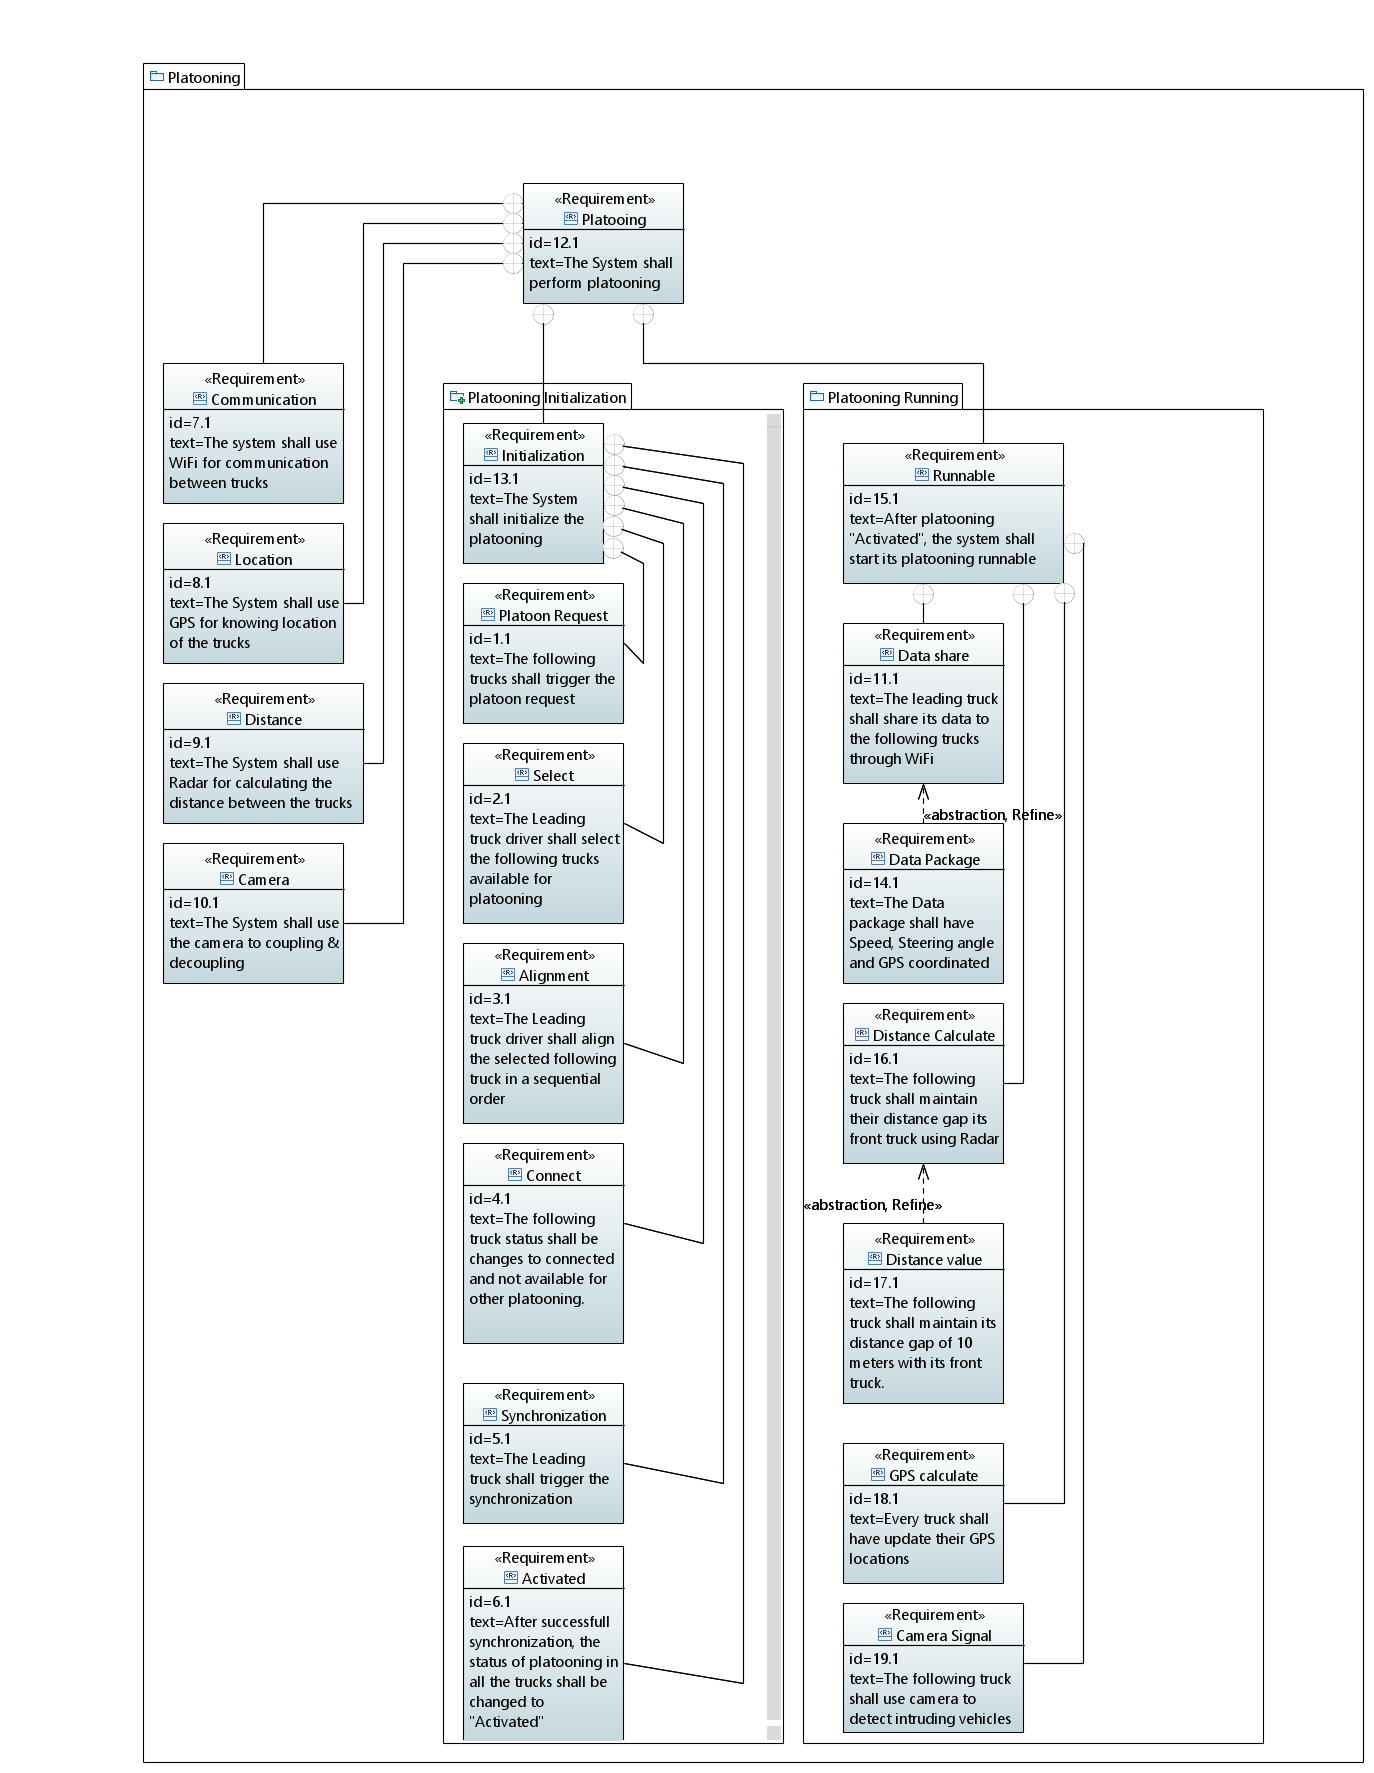 Platooning
«Requirement»
Platooing
id=12.1
text=The System shall
perform platooning
«Requirement»
Communication
id=7.1
text=The system shall use
WiFi for communication
between trucks
«Requirement»
Location
id=8.1
text=The System shall use
GPS for knowing location
of the trucks
«Requirement»
Distance
id=9.1
text=The System shall use
Radar for calculating the
distance between the trucks
«Requirement»
Camera
id=10.1
text=The System shall use
the camera to coupling &
decoupling
Platooning Initialization
«Requirement»
Initialization
id=13.1
text=The System
shall initialize the
platooning
«Requirement»
Platoon Request
id=1.1
text=The following
trucks shall trigger the
platoon request
«Requirement»
Select
id=2.1
text=The Leading
truck driver shall select
the following trucks
available for
platooning
«Requirement»
Alignment
id=3.1
text=The Leading
truck driver shall align
the selected following
truck in a sequential
order
«Requirement»
Connect
id=4.1
text=The following
truck status shall be
changes to connected
and not available for
other platooning.
«Requirement»
Synchronization
id=5.1
text=The Leading
truck shall trigger the
synchronization
«Requirement»
Activated
id=6.1
text=After successfull
synchronization, the
status of platooning in
all the trucks shall be
changed to
"Activated"
Platooning Running
«Requirement»
Runnable
id=15.1
text=After platooning
"Activated", the system shall
start its platooning runnable
«Requirement»
Data share
id=11.1
text=The leading truck
shall share its data to
the following trucks
through WiFi
«abstraction, Refine»
«Requirement»
Data Package
id=14.1
text=The Data
package shall have
Speed, Steering angle
and GPS coordinated
«Requirement»
Distance Calculate
id=16.1
text=The following
truck shall maintain
their distance gap its
front truck using Radar
«abstraction, Refine»
«Requirement»
Distance value
id=17.1
text=The following
truck shall maintain its
distance gap of 10
meters with its front
truck.
«Requirement»
GPS calculate
id=18.1
text=Every truck shall
have update their GPS
locations
«Requirement»
Camera Signal
id=19.1
text=The following truck
shall use camera to
detect intruding vehicles